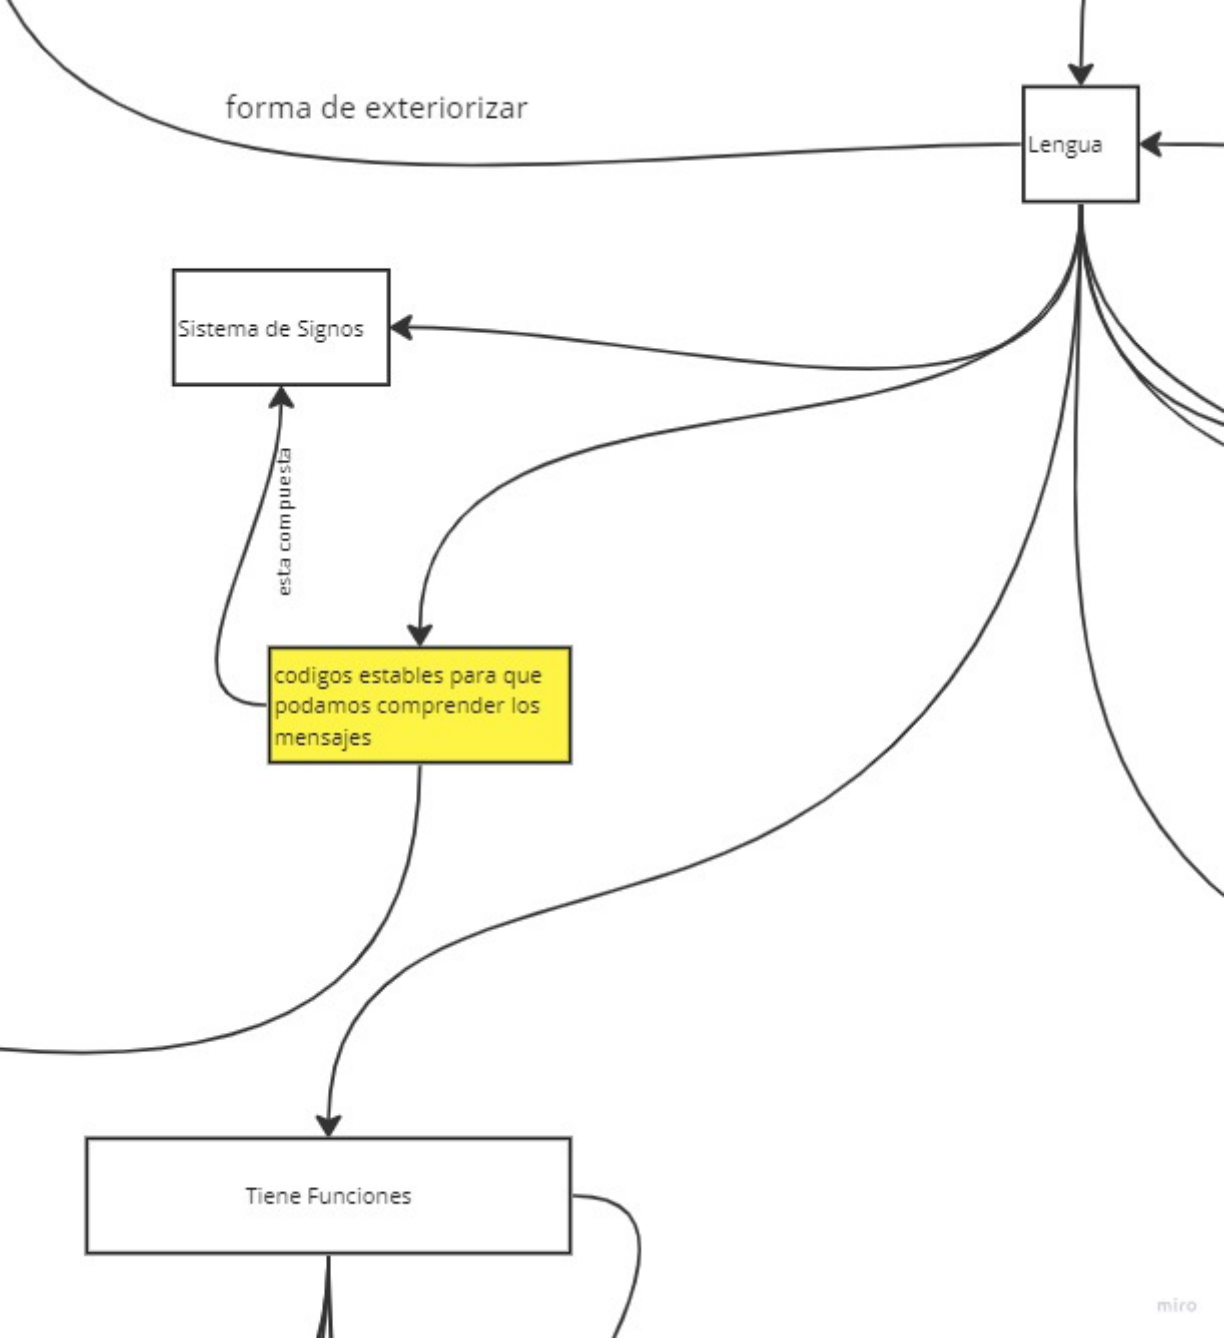 forma de exteriorizar
Lengua
Sistema de Signos
esta compuesta
codigos estables para que
podamos comprender los
mensajes
Tiene Funciones
miro